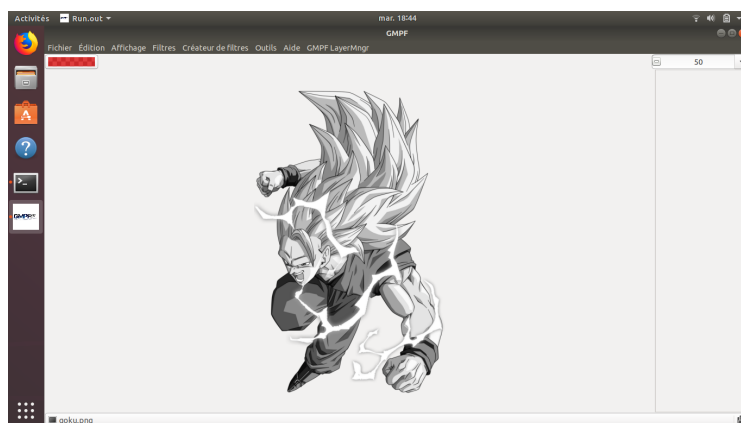 Activités Run.out mar. 18:44
GMPF
Fichier Édition Affichage Filtres Créateur de filtres Outils Aide GMPF LayerMngr
50
GMPF
goku.png